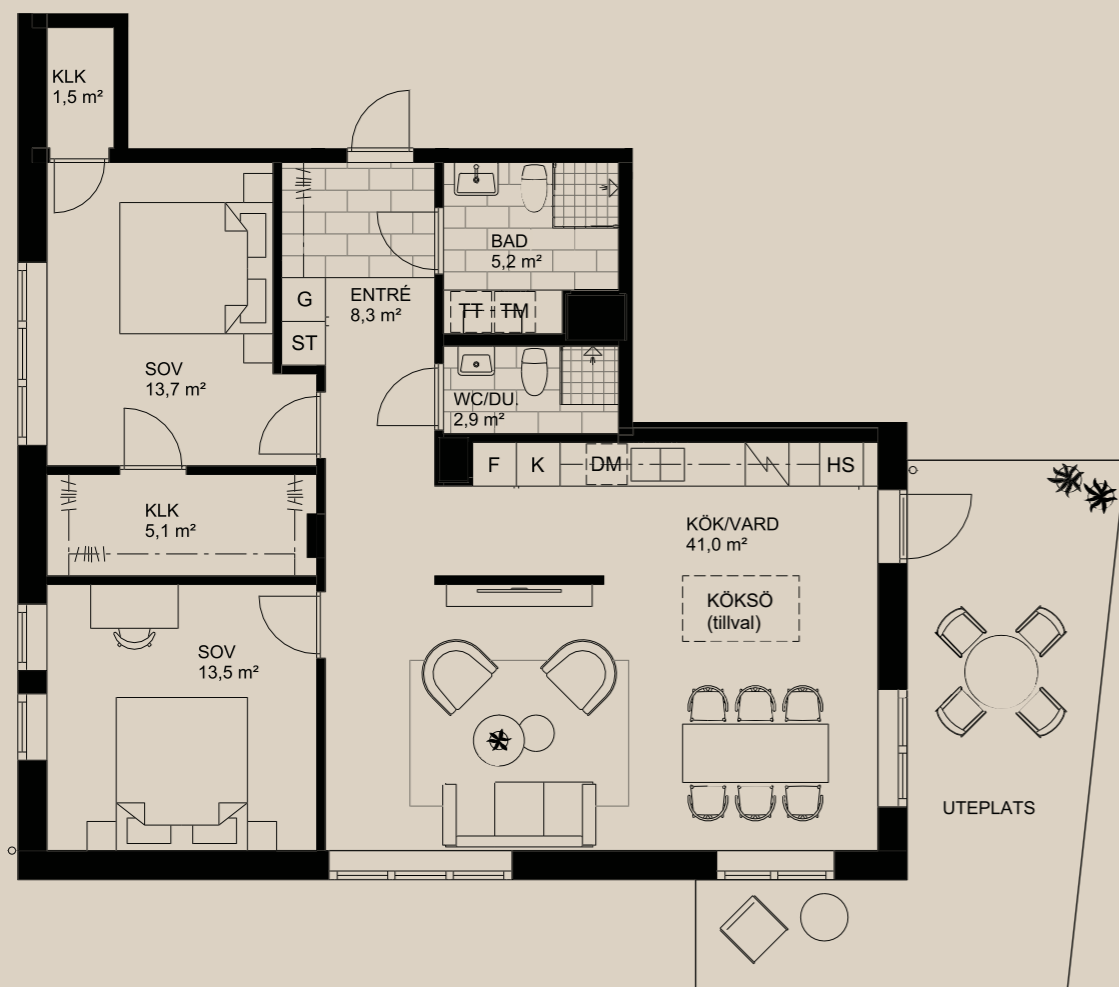 KLK
1,5 m²
BAD
5,2 m²
G
ENTRÉ
8,3 m²
TT
TM
ST
SOV
13,7 m²
WC/DU.
2,9 m²
F
K
DM
HS
KLK
5,1 m²
KÖK/VARD
41,0 m²
KÖKSÖ
(tillval)
SOV
13,5 m²
UTEPLATS